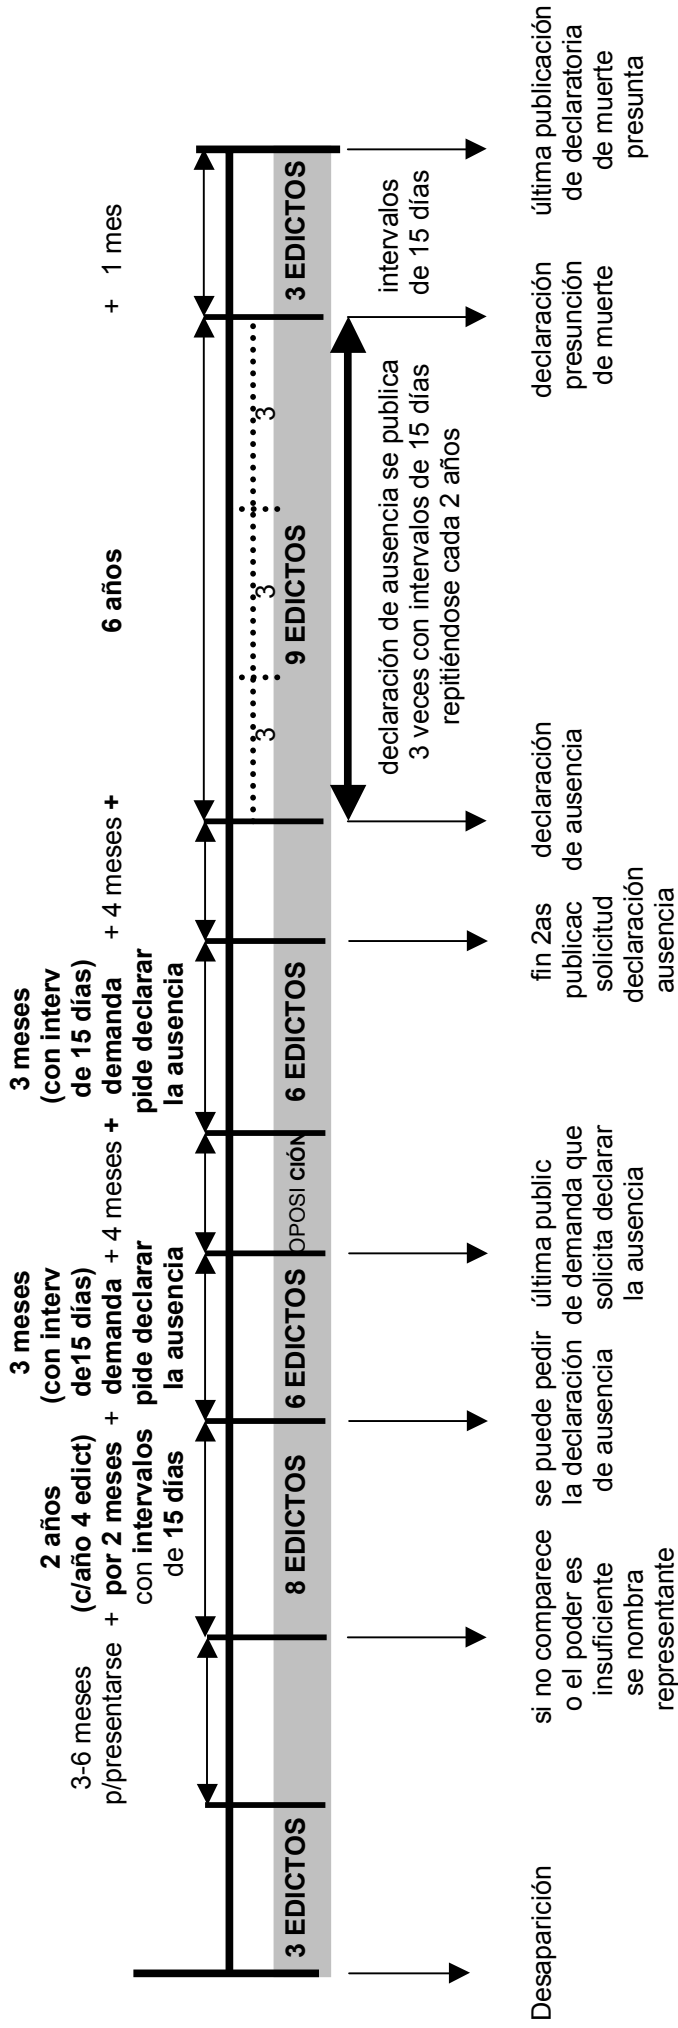 3-6 meses
p/presentarse
+
2 años
(c/año 4 edict)
por 2 meses
con intervalos
de 15 días
+
3 meses
(con interv
de15 días)
demanda
pide declarar
la ausencia
+ 4 meses +
3 meses
(con interv
de 15 días)
demanda
pide declarar
la ausencia
+ 4 meses +
6 años
+ 1 mes
3
3
3
3 EDICTOS
8 EDICTOS
6 EDICTOS
OPOSICIÓN
6 EDICTOS
9 EDICTOS
3 EDICTOS
declaración de ausencia se publica
3 veces con intervalos de 15 días
repitiéndose cada 2 años
intervalos
de 15 días
Desaparición
si no comparece
o el poder es
insuficiente
se nombra
representante
se puede pedir
la declaración
de ausencia
última public
de demanda que
solicita declarar
la ausencia
fin 2as
publicac
solicitud
declaración
ausencia
declaración
de ausencia
declaración
presunción
de muerte
última publicación
de declaratoria
de muerte
presunta